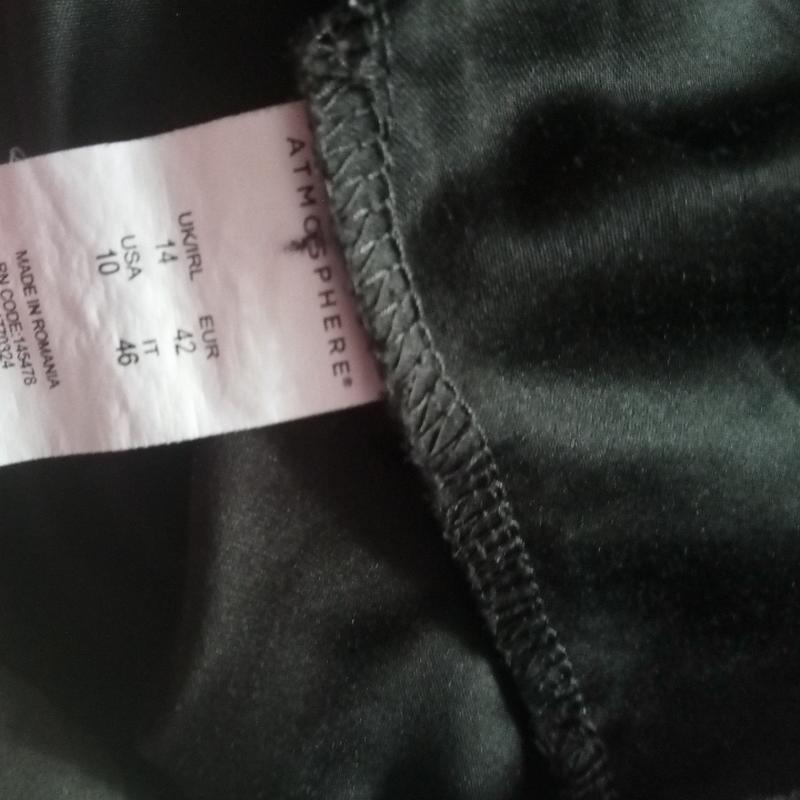 ATMOSPHERE®
UK/IRL EUR
14 42
USA IT
10 46
MADE IN ROMANIA
RN CODE:145478